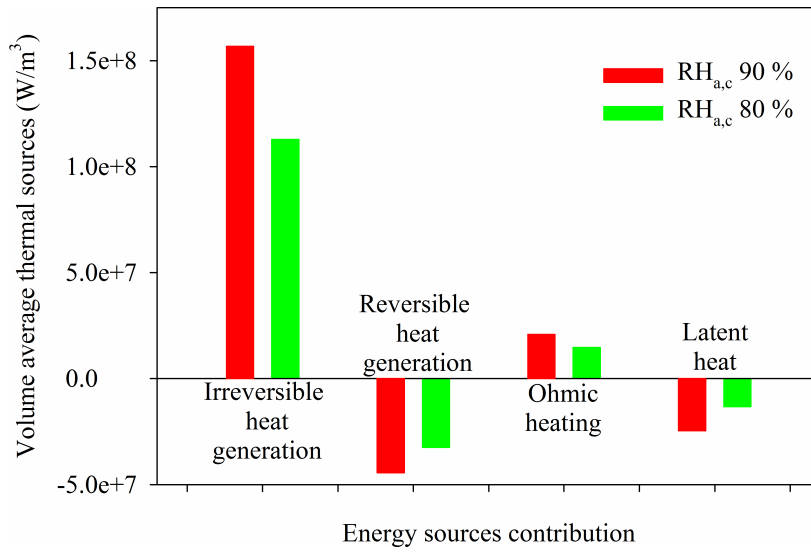 Volume average thermal sources (W/m³)
1.5e+8
1.0e+8
5.0e+7
0.0
-5.0e+7
RHa,c 90 %
RHa,c 80 %
Irreversible
heat
generation
Reversible
heat
generation
Ohmic
heating
Latent
heat
Energy sources contribution